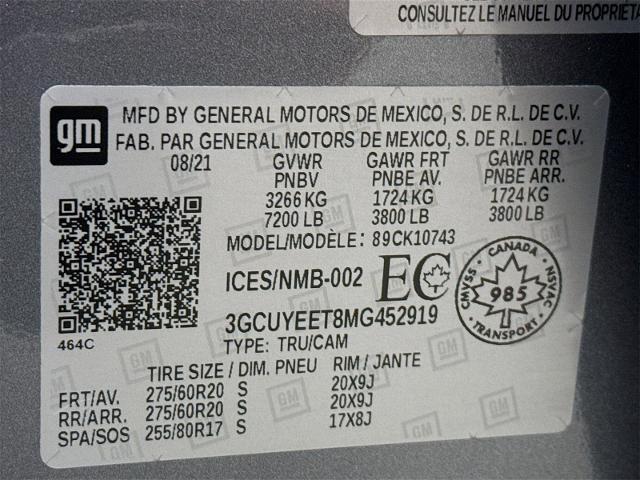 CONSULTEZ LE MANUEL DU PROPRIÉTA
gm
MFD BY GENERAL MOTORS DE MEXICO, S. DE R.L. DE C.V.
FAB. PAR GENERAL MOTORS DE MEXICO, S. DE R.L. DE C.V.
08/21 GVWR GAWR FRT GAWR RR
PNBV PNBE AV. PNBE ARR.
3266 KG 1724 KG 1724 KG
7200 LB 3800 LB 3800 LB
MODEL/MODÈLE: 89CK10743
ICES/NMB-002 EC
CANADA
CMVSS 985 NSVAC
TRANSPORT
3GCUYEET8MG452919
464C
TYPE: TRU/CAM
TIRE SIZE / DIM. PNEU RIM / JANTE
FRT/AV. 275/60R20 S 20X9J
RR/ARR. 275/60R20 S 20X9J
SPA/SOS 255/80R17 S 17X8J